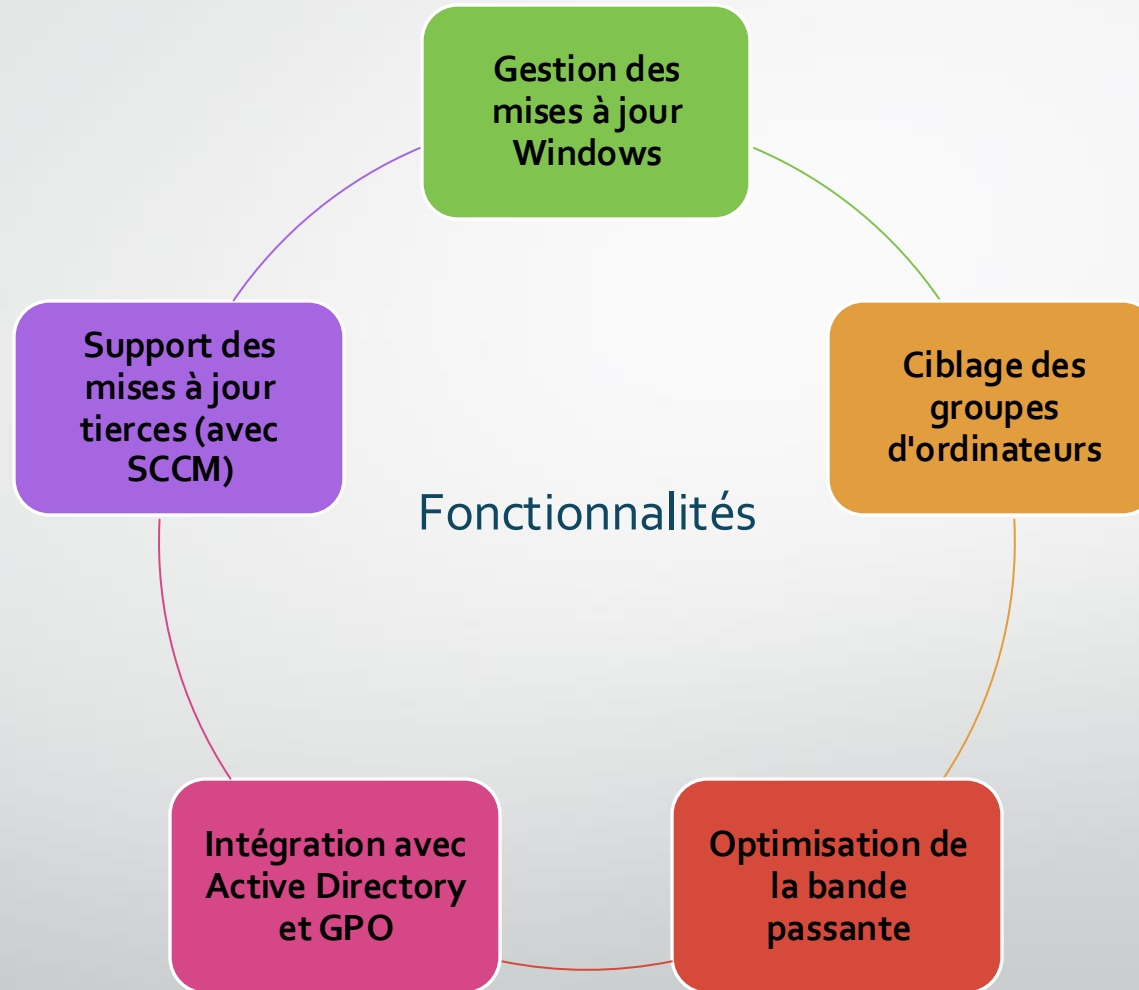 Gestion des
mises à jour
Windows
Ciblage des
groupes
d'ordinateurs
Optimisation de
la bande
passante
Intégration avec
Active Directory
et GPO
Support des
mises à jour
tierces (avec
SCCM)
Fonctionnalités